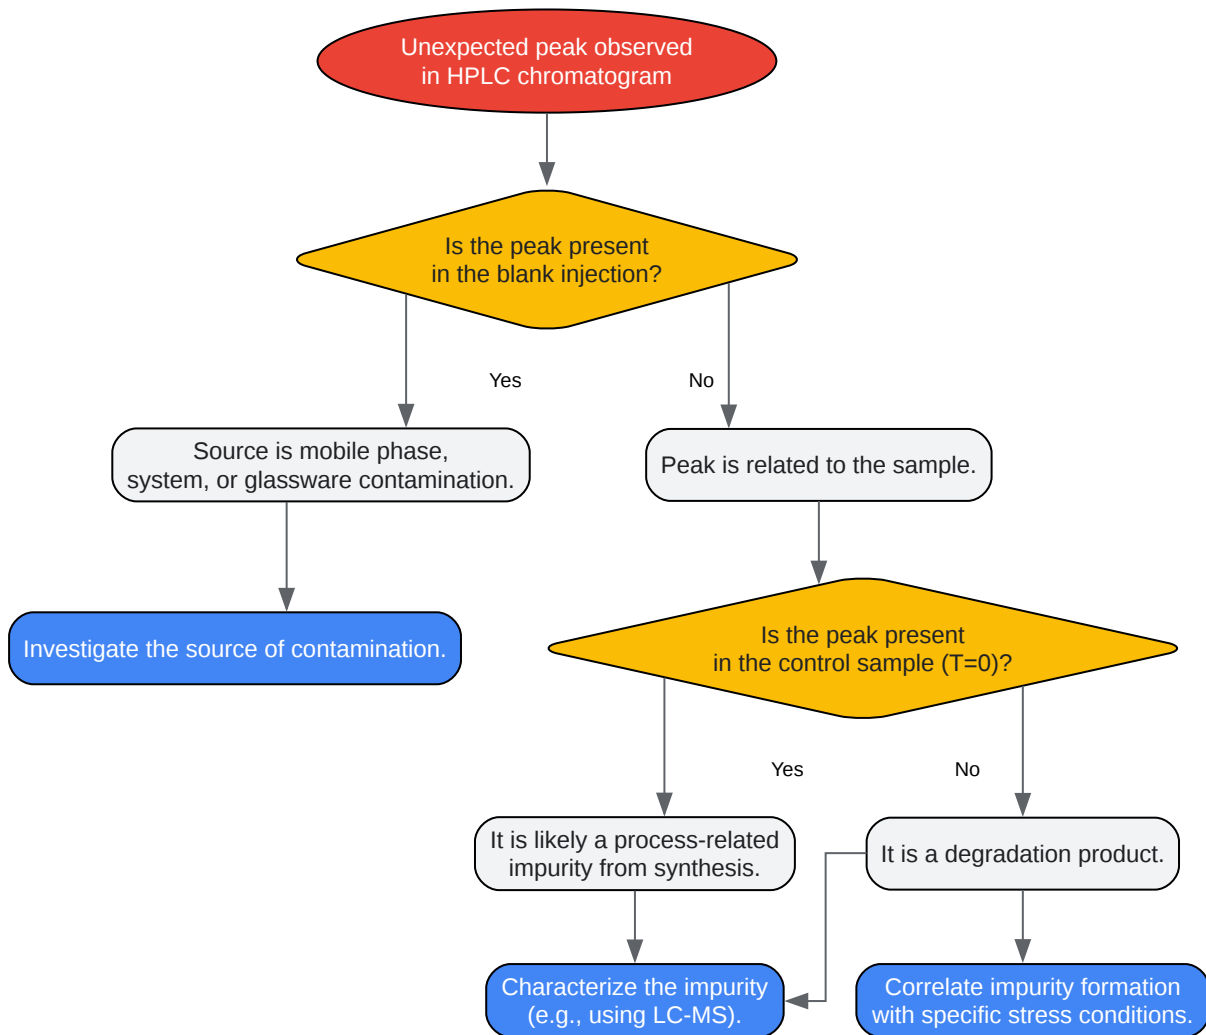 Unexpected peak observed
in HPLC chromatogram
Is the peak present
in the blank injection?
Yes
No
Source is mobile phase,
system, or glassware contamination.
Peak is related to the sample.
Investigate the source of contamination.
Is the peak present
in the control sample (T=0)?
Yes
No
It is likely a process-related
impurity from synthesis.
It is a degradation product.
Characterize the impurity
(e.g., using LC-MS).
Correlate impurity formation
with specific stress conditions.